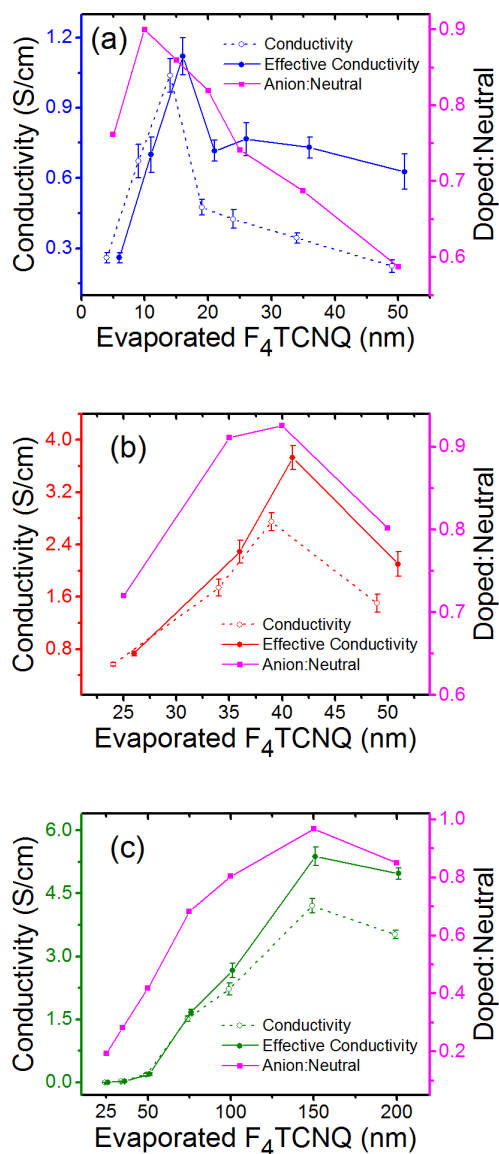 (a)
Conductivity
Effective Conductivity
Anion:Neutral
Conductivity (S/cm)
1.2
0.9
0.6
0.3
Doped:Neutral
0.9
0.8
0.7
0.6
0 10 20 30 40 50
Evaporated F₄TCNQ (nm)
(b)
Conductivity (S/cm)
4.0
3.2
2.4
1.6
0.8
Doped:Neutral
0.9
0.8
0.7
0.6
Conductivity
Effective Conductivity
Anion:Neutral
25 30 35 40 45 50
Evaporated F₄TCNQ (nm)
(c)
Conductivity (S/cm)
6.0
4.5
3.0
1.5
0.0
Doped:Neutral
1.0
0.8
0.6
0.4
0.2
Conductivity
Effective Conductivity
Anion:Neutral
25 50 100 150 200
Evaporated F₄TCNQ (nm)